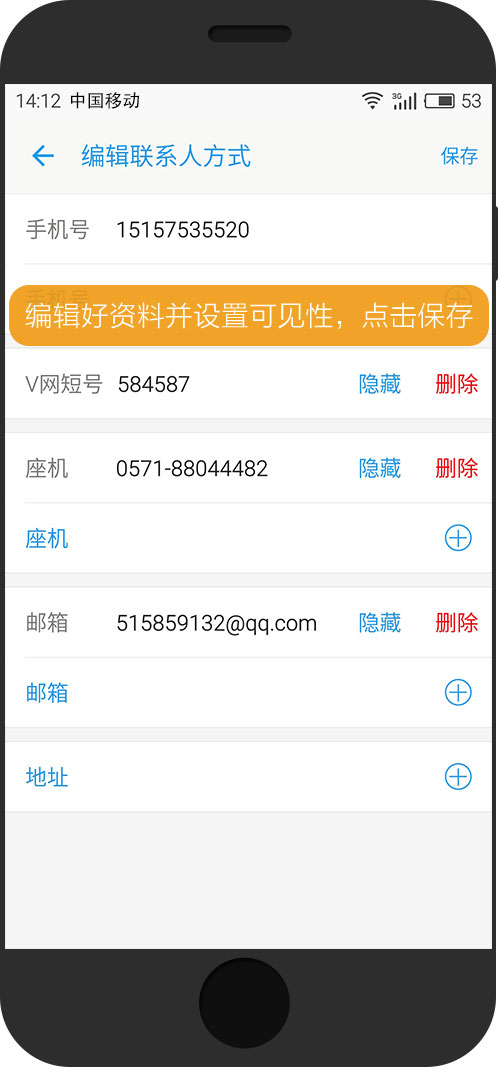 14:12 中国移动 3G 53
编辑联系人方式 保存
手机号 15157535520
手机号
编辑好资料并设置可见性，点击保存
V网短号 584587 隐藏 删除
座机 0571-88044482 隐藏 删除
座机
邮箱 515859132@qq.com 隐藏 删除
邮箱
地址